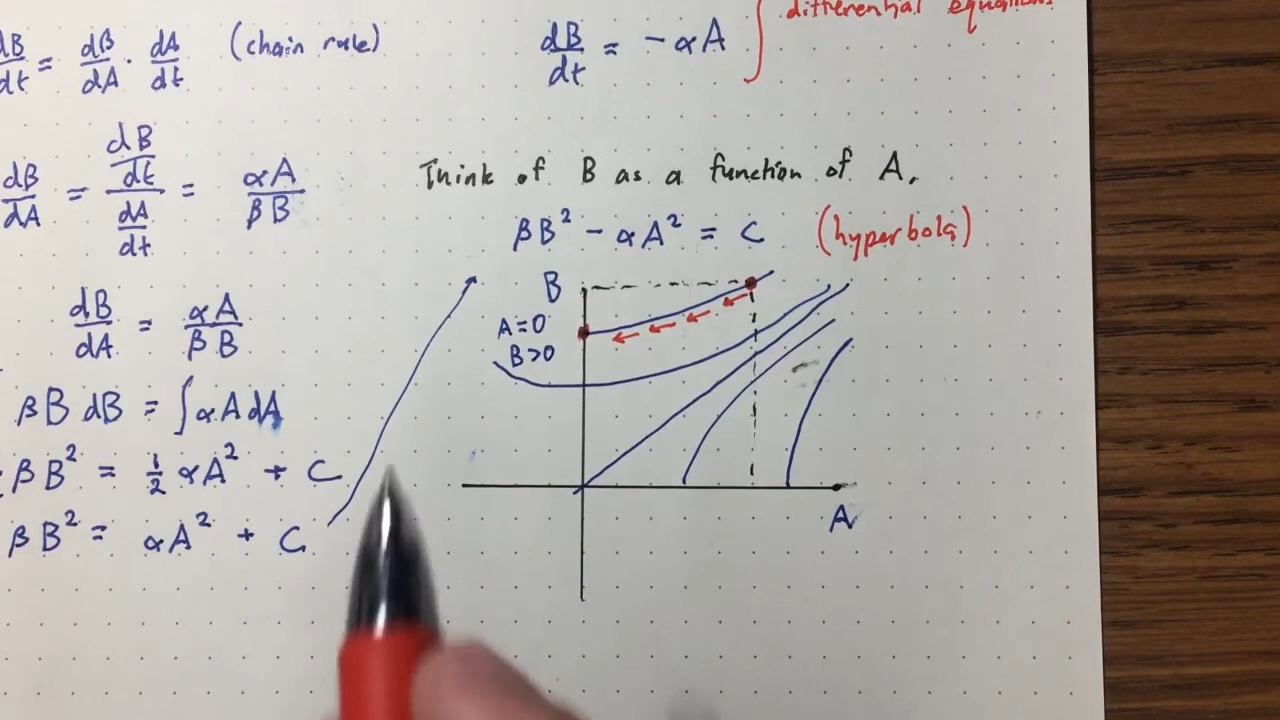 dB/dt = dB/dA · dA/dt (chain rule)
dB/dA = (dB/dt)/(dA/dt) = αA/βB
dB/dA = αA/βB
βB dB = ∫αA dA
βB² = ½ αA² + C
βB² = αA² + C
differential equations
dB/dt = -αA
Think of B as a function of A.
βB² - αA² = C (hyperbola)
B
A=0
B>0
A